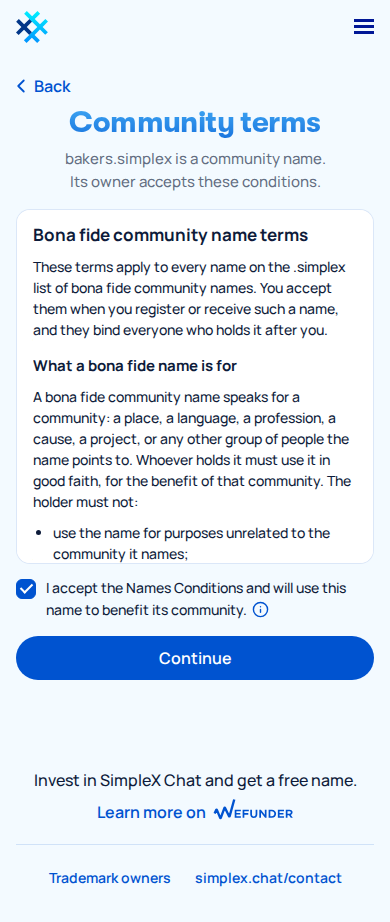 Back
Community terms
bakers.simplex is a community name.
Its owner accepts these conditions.
Bona fide community name terms
These terms apply to every name on the .simplex
list of bona fide community names. You accept
them when you register or receive such a name,
and they bind everyone who holds it after you.
What a bona fide name is for
A bona fide community name speaks for a
community: a place, a language, a profession, a
cause, a project, or any other group of people the
name points to. Whoever holds it must use it in
good faith, for the benefit of that community. The
holder must not:
• use the name for purposes unrelated to the
community it names;
I accept the Names Conditions and will use this
name to benefit its community.
Continue
Invest in SimpleX Chat and get a free name.
Learn more on WEFUNDER
Trademark owners simplex.chat/contact